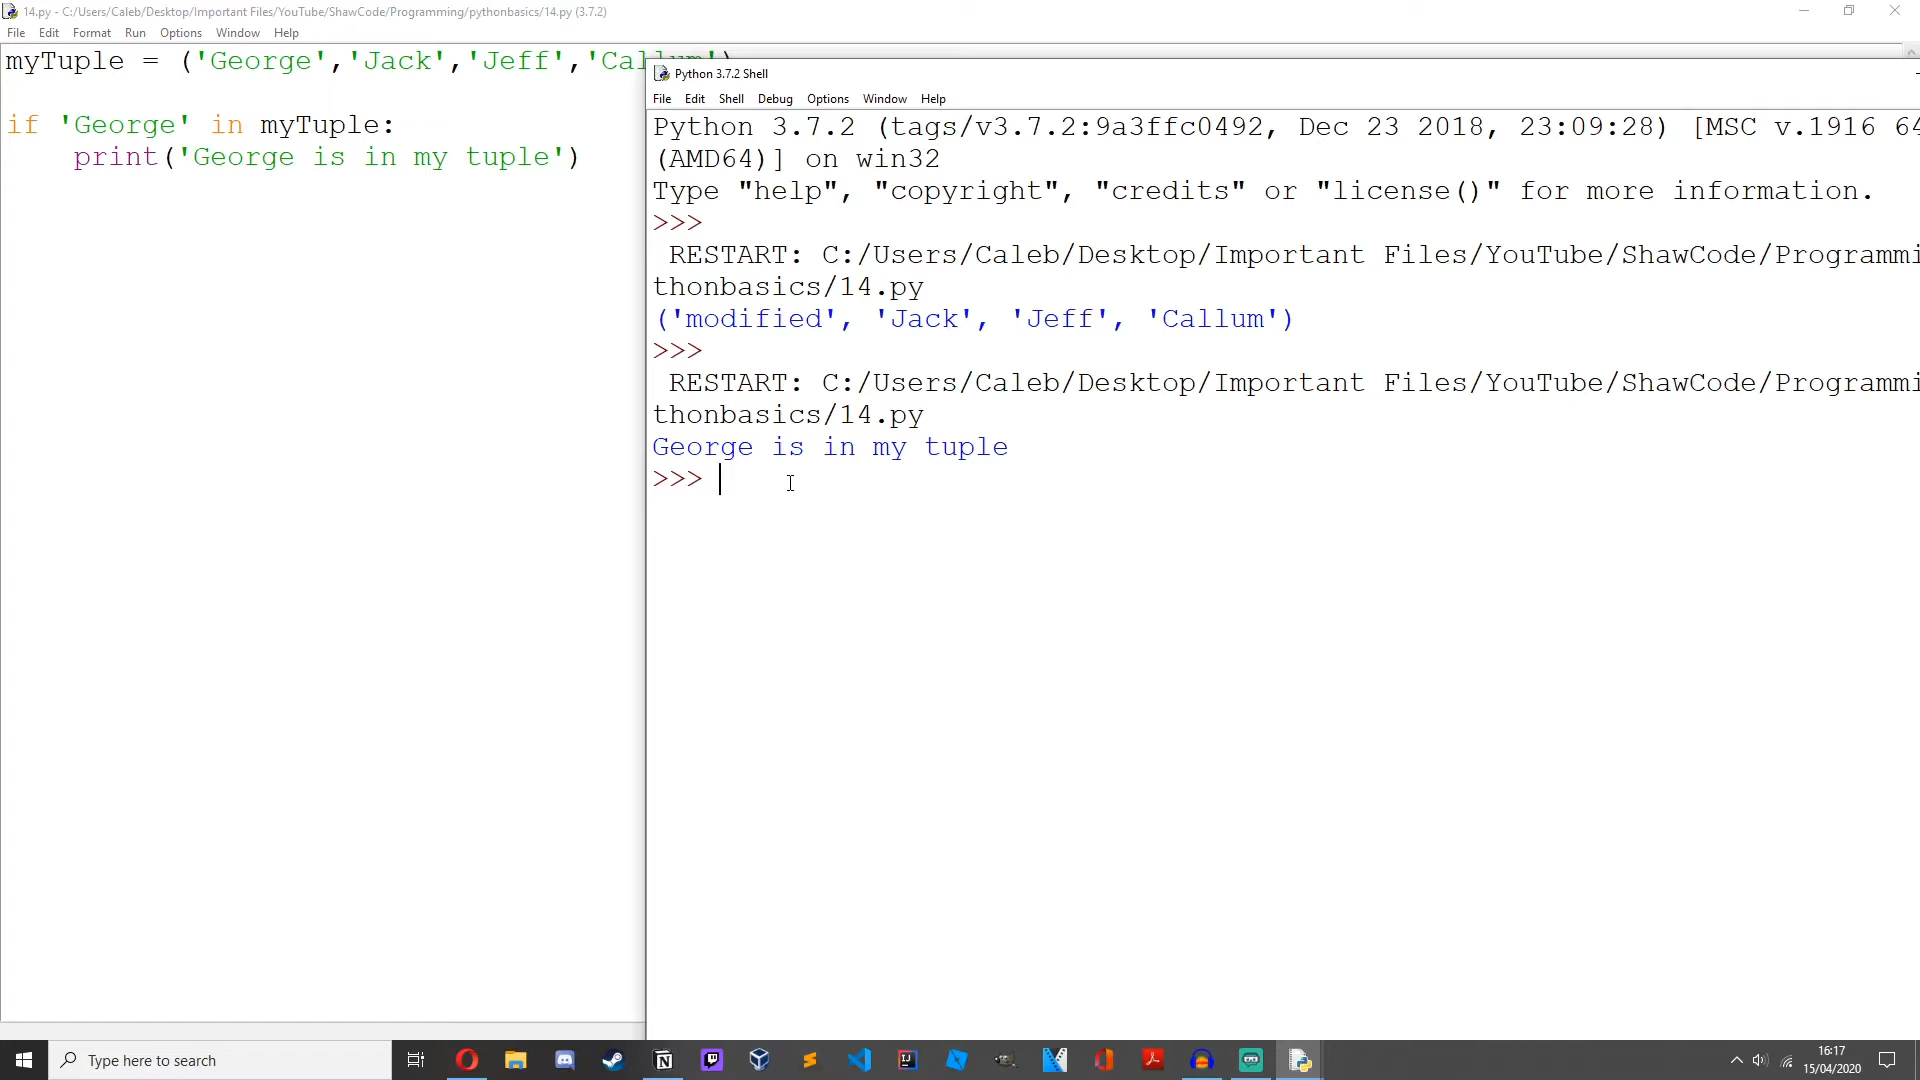 14.py - C:/Users/Caleb/Desktop/Important Files/YouTube/ShawCode/Programming/pythonbasics/14.py (3.7.2)
File Edit Format Run Options Window Help
myTuple = ('George','Jack','Jeff','Callum')
if 'George' in myTuple:
print('George is in my tuple')
Python 3.7.2 Shell
File Edit Shell Debug Options Window Help
Python 3.7.2 (tags/v3.7.2:9a3ffc0492, Dec 23 2018, 23:09:28) [MSC v.1916 64
(AMD64)] on win32
Type "help", "copyright", "credits" or "license()" for more information.
>>>
RESTART: C:/Users/Caleb/Desktop/Important Files/YouTube/ShawCode/Programmi
thonbasics/14.py
('modified', 'Jack', 'Jeff', 'Callum')
>>>
RESTART: C:/Users/Caleb/Desktop/Important Files/YouTube/ShawCode/Programmi
thonbasics/14.py
George is in my tuple
>>>
Type here to search
16:17
15/04/2020